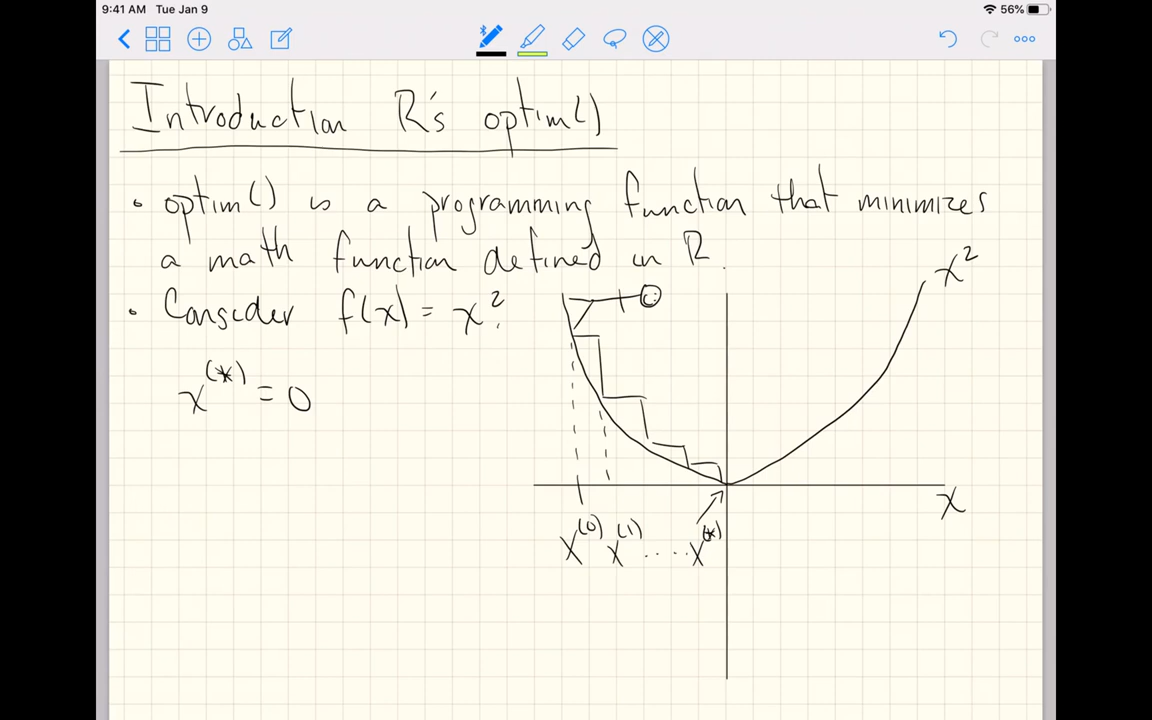 9:41 AM Tue Jan 9
56%
Introduction R's optim()
• optim() is a programming function that minimizes
a math function defined in R.
x²
• Consider f(x) = x².
x^(*) = 0
x
x^(0) x^(1) .... x^(*)